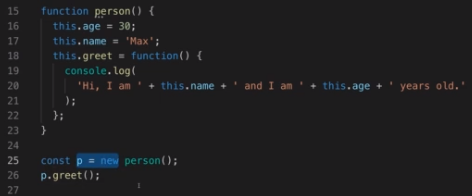 15 function person() {
16 this.age = 30;
17 this.name = 'Max';
18 this.greet = function() {
19 console.log(
20 'Hi, I am ' + this.name + ' and I am ' + this.age + ' years old.'
21 );
22 };
23 }
24
25 const p = new person();
26 p.greet();
27